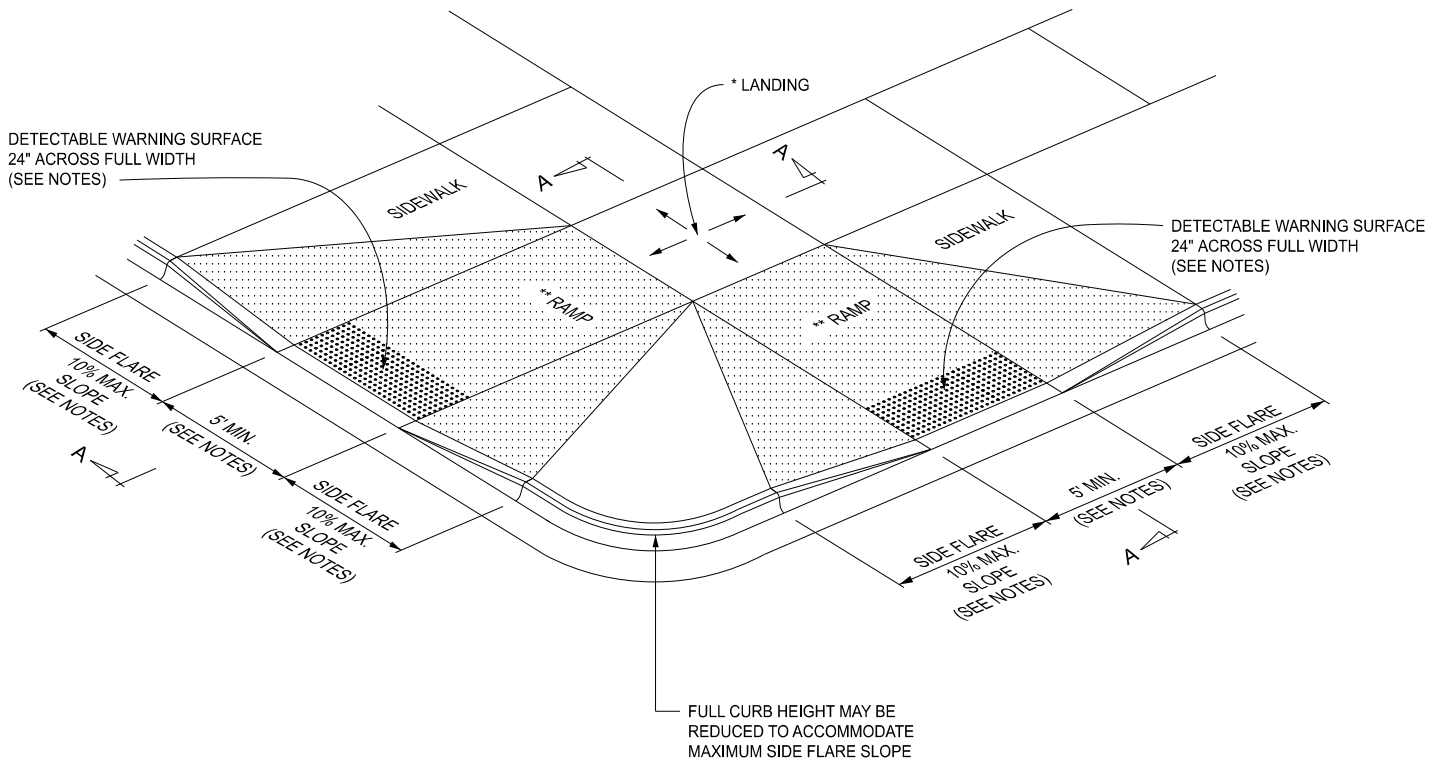 * LANDING
DETECTABLE WARNING SURFACE
24" ACROSS FULL WIDTH
(SEE NOTES)
A
A
SIDEWALK
SIDEWALK
DETECTABLE WARNING SURFACE
24" ACROSS FULL WIDTH
(SEE NOTES)
** RAMP
** RAMP
SIDE FLARE
10% MAX.
SLOPE
(SEE NOTES)
5' MIN.
(SEE NOTES)
A
SIDE FLARE
10% MAX.
SLOPE
(SEE NOTES)
SIDE FLARE
10% MAX.
SLOPE
(SEE NOTES)
5' MIN.
(SEE NOTES)
SIDE FLARE
10% MAX.
SLOPE
(SEE NOTES)
A
FULL CURB HEIGHT MAY BE
REDUCED TO ACCOMMODATE
MAXIMUM SIDE FLARE SLOPE